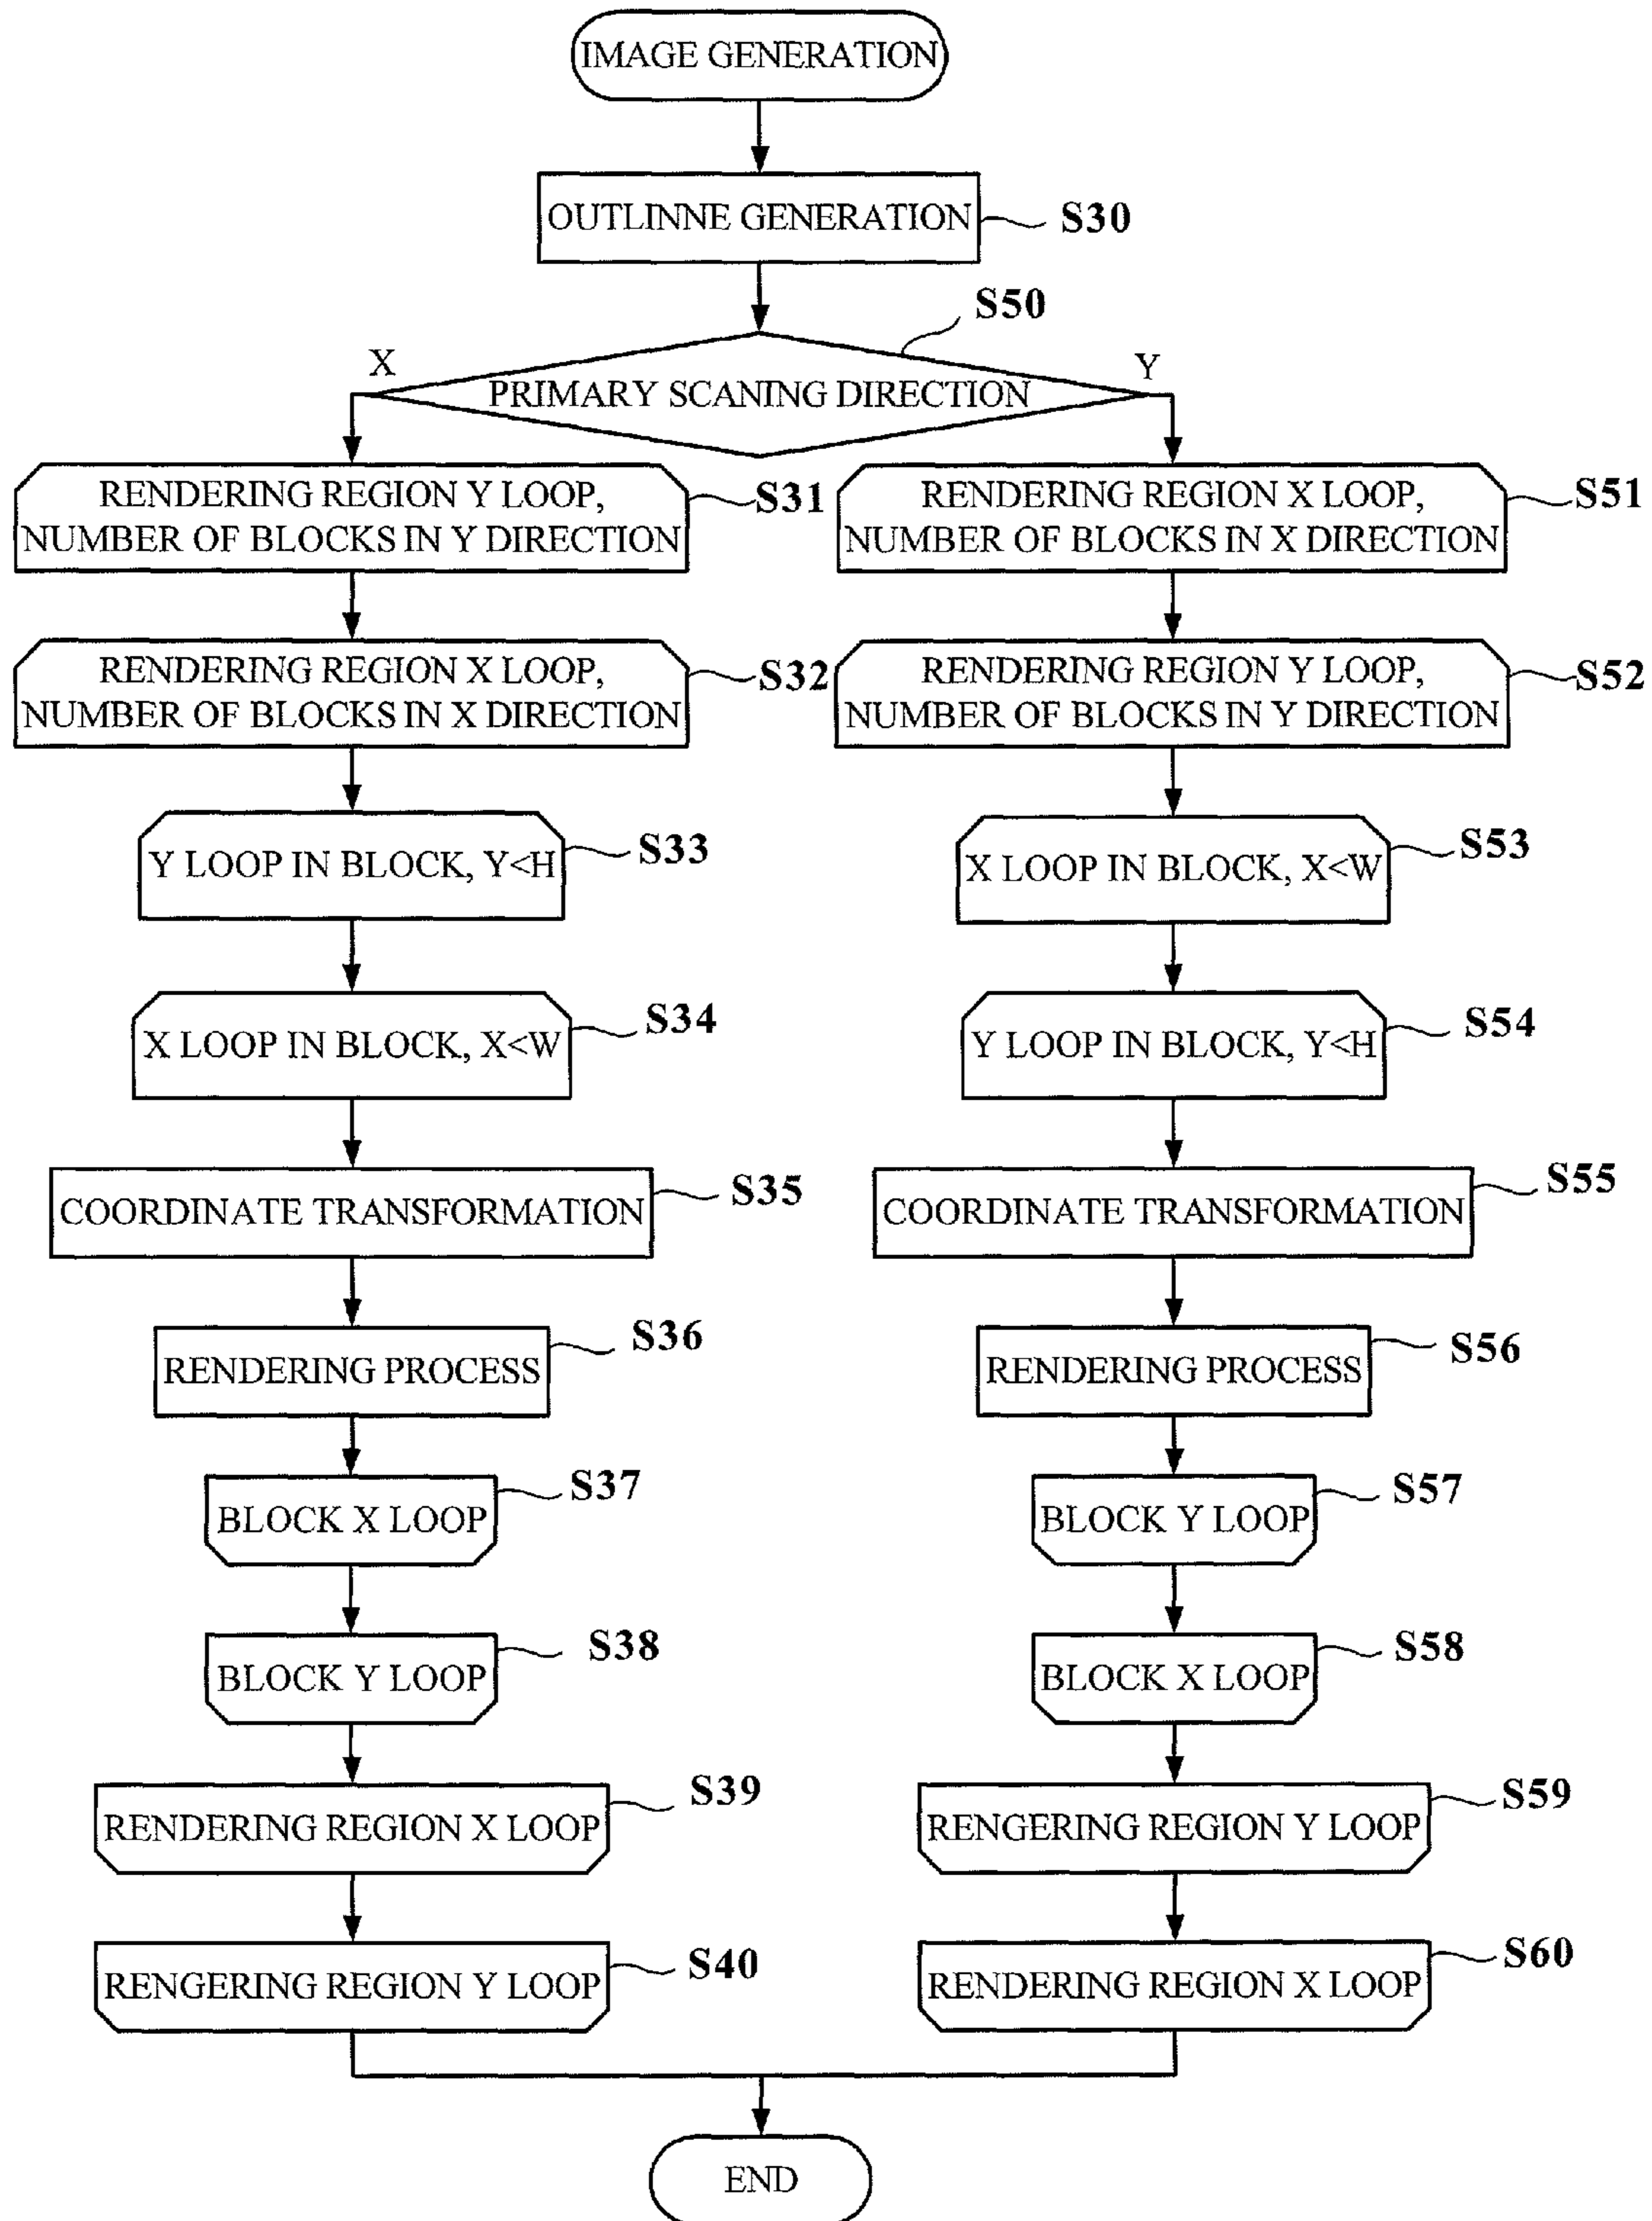 IMAGE GENERATION
OUTLINNE GENERATION
S30
S50
X
Y
PRIMARY SCANING DIRECTION
RENDERING REGION Y LOOP,
NUMBER OF BLOCKS IN Y DIRECTION
S31
RENDERING REGION X LOOP,
NUMBER OF BLOCKS IN X DIRECTION
S32
Y LOOP IN BLOCK, Y<H
S33
X LOOP IN BLOCK, X<W
S34
COORDINATE TRANSFORMATION
S35
RENDERING PROCESS
S36
BLOCK X LOOP
S37
BLOCK Y LOOP
S38
RENDERING REGION X LOOP
S39
RENGERING REGION Y LOOP
S40
RENDERING REGION X LOOP,
NUMBER OF BLOCKS IN X DIRECTION
S51
RENDERING REGION Y LOOP,
NUMBER OF BLOCKS IN Y DIRECTION
S52
X LOOP IN BLOCK, X<W
S53
Y LOOP IN BLOCK, Y<H
S54
COORDINATE TRANSFORMATION
S55
RENDERING PROCESS
S56
BLOCK Y LOOP
S57
BLOCK X LOOP
S58
RENGERING REGION Y LOOP
S59
RENDERING REGION X LOOP
S60
END